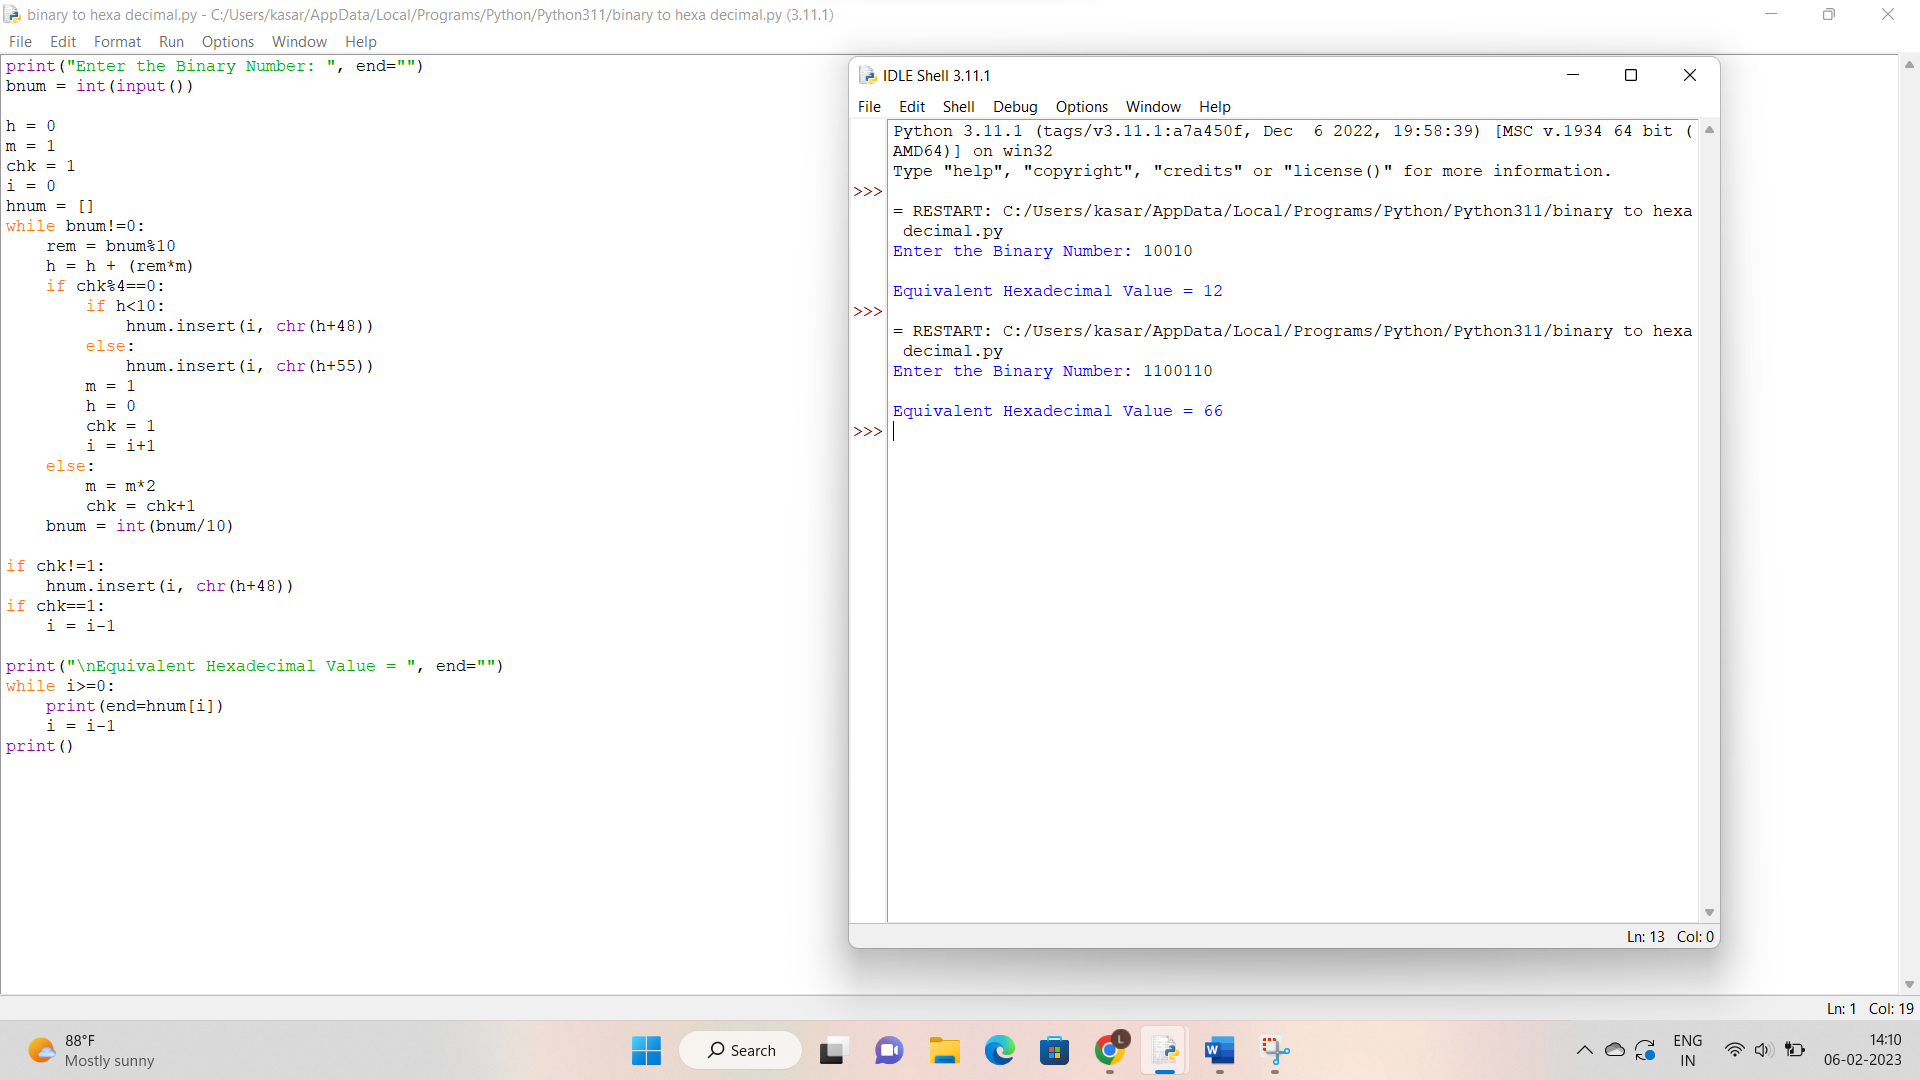 binary to hexa decimal.py - C:/Users/kasar/AppData/Local/Programs/Python/Python311/binary to hexa decimal.py (3.11.1)
File Edit Format Run Options Window Help
print("Enter the Binary Number: ", end="")
bnum = int(input())

h = 0
m = 1
chk = 1
i = 0
hnum = []
while bnum!=0:
    rem = bnum%10
    h = h + (rem*m)
    if chk%4==0:
        if h<10:
            hnum.insert(i, chr(h+48))
        else:
            hnum.insert(i, chr(h+55))
        m = 1
        h = 0
        chk = 1
        i = i+1
    else:
        m = m*2
        chk = chk+1
    bnum = int(bnum/10)

if chk!=1:
    hnum.insert(i, chr(h+48))
if chk==1:
    i = i-1

print("\nEquivalent Hexadecimal Value = ", end="")
while i>=0:
    print(end=hnum[i])
    i = i-1
print()
IDLE Shell 3.11.1
File Edit Shell Debug Options Window Help
Python 3.11.1 (tags/v3.11.1:a7a450f, Dec  6 2022, 19:58:39) [MSC v.1934 64 bit (
AMD64)] on win32
Type "help", "copyright", "credits" or "license()" for more information.
>>>
= RESTART: C:/Users/kasar/AppData/Local/Programs/Python/Python311/binary to hexa
 decimal.py
Enter the Binary Number: 10010

Equivalent Hexadecimal Value = 12
>>>
= RESTART: C:/Users/kasar/AppData/Local/Programs/Python/Python311/binary to hexa
 decimal.py
Enter the Binary Number: 1100110

Equivalent Hexadecimal Value = 66
>>>
Ln: 13 Col: 0
Ln: 1 Col: 19
88°F
Mostly sunny
Search
L
W
ENG
IN
14:10
06-02-2023